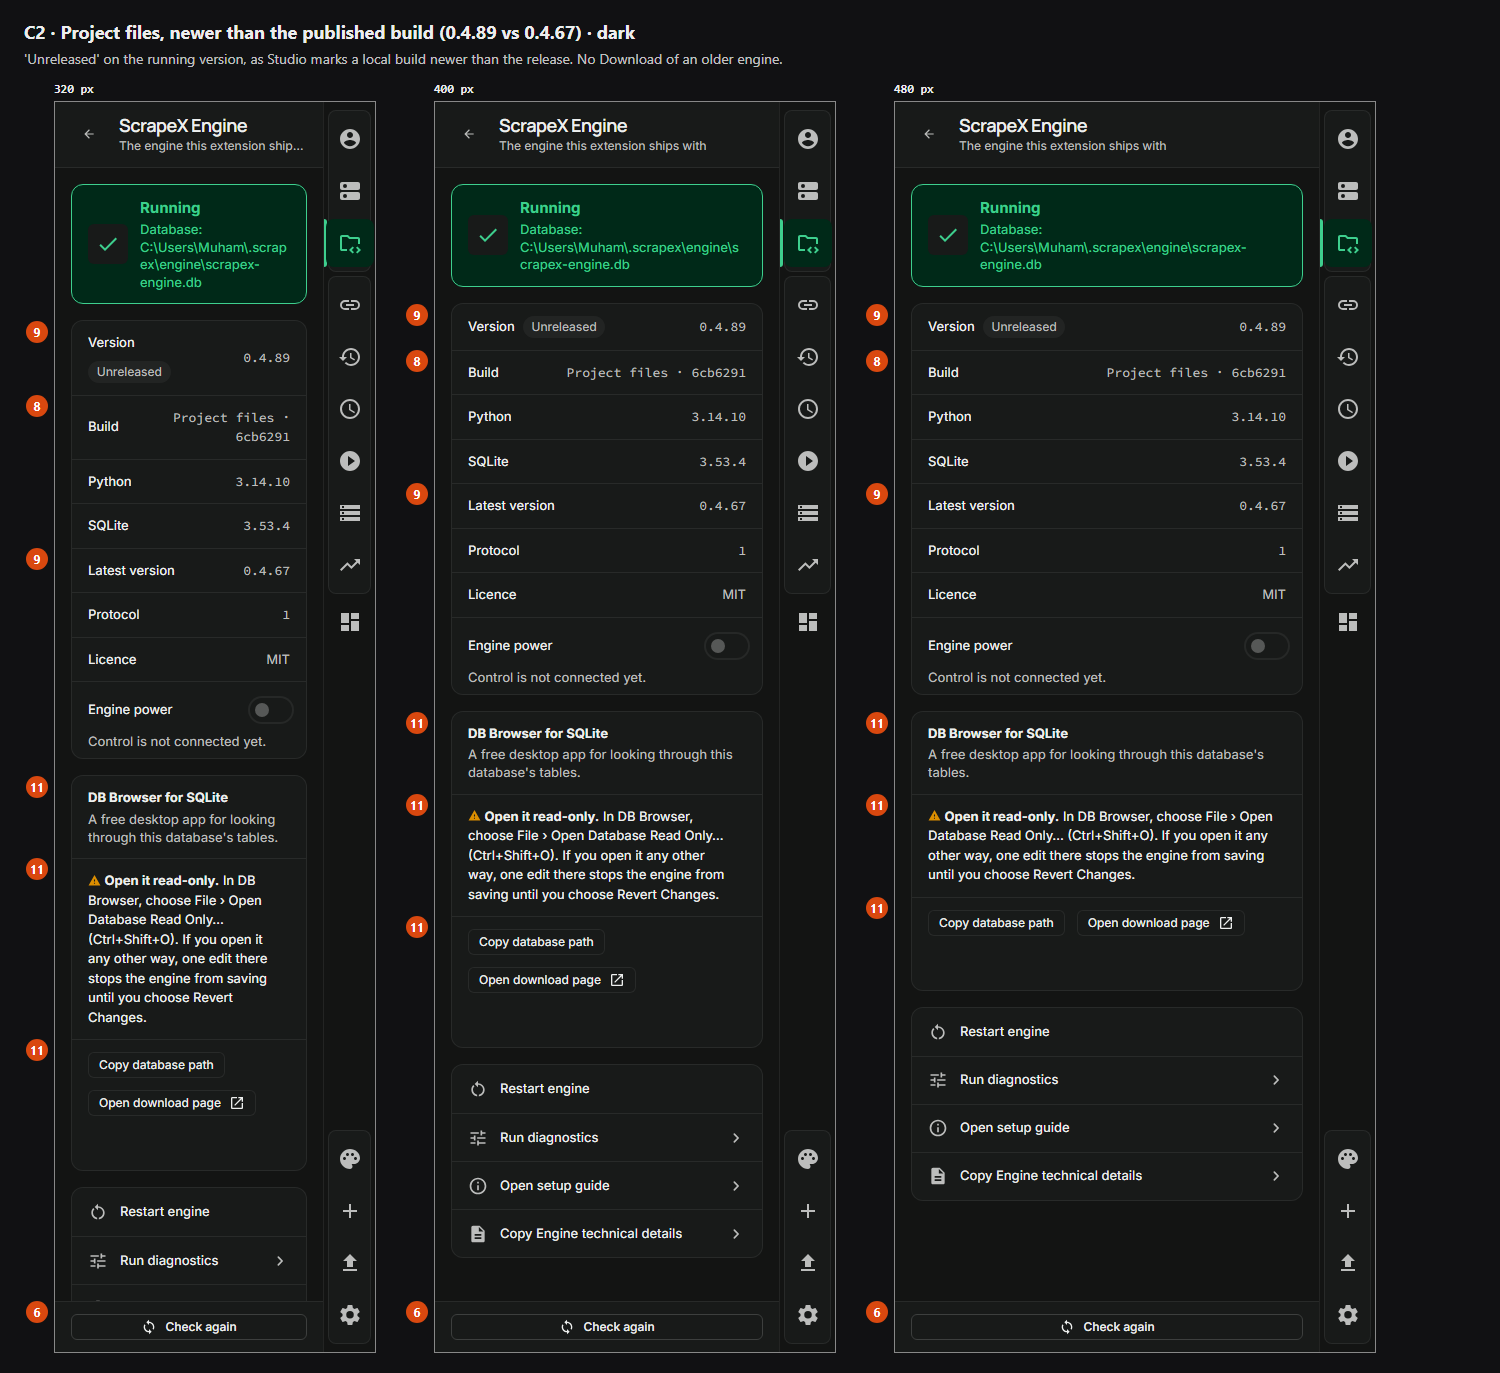 C2 · Project files, newer than the published build (0.4.89 vs 0.4.67) · dark
'Unreleased' on the running version, as Studio marks a local build newer than the release. No Download of an older engine.
320 px
ScrapeX Engine
The engine this extension ship...
Running
Database:
C:\Users\Muham\.scrap
ex\engine\scrapex-
engine.db
9
Version
Unreleased
0.4.89
8
Build
Project files ·
6cb6291
Python
3.14.10
SQLite
3.53.4
9
Latest version
0.4.67
Protocol
1
Licence
MIT
Engine power
Control is not connected yet.
11
DB Browser for SQLite
A free desktop app for looking
through this database's tables.
11
Open it read-only. In DB
Browser, choose File › Open
Database Read Only...
(Ctrl+Shift+O). If you open it
any other way, one edit there
stops the engine from saving
until you choose Revert
Changes.
11
Copy database path
Open download page
Restart engine
Run diagnostics
6
Check again
400 px
ScrapeX Engine
The engine this extension ships with
Running
Database:
C:\Users\Muham\.scrapex\engine\s
crapex-engine.db
9
Version Unreleased 0.4.89
8
Build Project files · 6cb6291
Python 3.14.10
SQLite 3.53.4
9
Latest version 0.4.67
Protocol 1
Licence MIT
Engine power
Control is not connected yet.
11
DB Browser for SQLite
A free desktop app for looking through this
database's tables.
11
Open it read-only. In DB Browser,
choose File › Open Database Read Only...
(Ctrl+Shift+O). If you open it any other
way, one edit there stops the engine from
saving until you choose Revert Changes.
11
Copy database path
Open download page
Restart engine
Run diagnostics
Open setup guide
Copy Engine technical details
6
Check again
480 px
ScrapeX Engine
The engine this extension ships with
Running
Database:
C:\Users\Muham\.scrapex\engine\scrapex-
engine.db
9
Version Unreleased 0.4.89
8
Build Project files · 6cb6291
Python 3.14.10
SQLite 3.53.4
9
Latest version 0.4.67
Protocol 1
Licence MIT
Engine power
Control is not connected yet.
11
DB Browser for SQLite
A free desktop app for looking through this database's
tables.
11
Open it read-only. In DB Browser, choose File › Open
Database Read Only... (Ctrl+Shift+O). If you open it any
other way, one edit there stops the engine from saving
until you choose Revert Changes.
11
Copy database path Open download page
Restart engine
Run diagnostics
Open setup guide
Copy Engine technical details
6
Check again